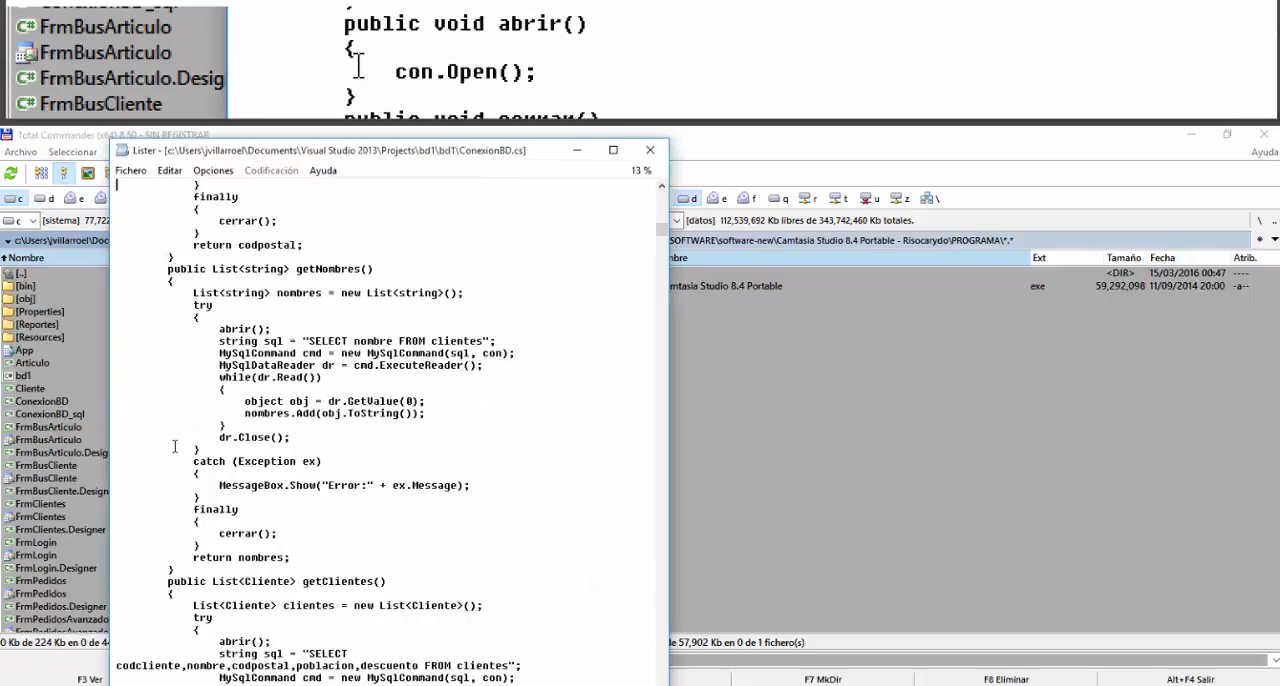 FrmBusArticulo
FrmBusArticulo
FrmBusArticulo.Desig
FrmBusCliente
public void abrir()
{
con.Open();
}
Total Commander (x64) 8.50 - SIN REGISTRAR
Archivo Seleccionar
Ayuda
Lister - [c:\Users\jvillarroel\Documents\Visual Studio 2013\Projects\bd1\bd1\ConexionBD.cs]
Fichero Editar Opciones Codificación Ayuda 13 %
c d e
d e f q r t u z \
c [sistema] 77,722
[datos] 112,539,692 Kb libres de 343,742,460 Kb totales. \ ..
c:\Users\jvillarroel\Doc
SOFTWARE\software-new\Camtasia Studio 8.4 Portable - Risocarydo\PROGRAMA\*.*
Nombre
mbre Ext Tamaño Fecha Atrib.
<DIR> 15/03/2016 00:47 ----
mtasia Studio 8.4 Portable exe 59,292,098 11/09/2014 20:00 -a--
[..]
[bin]
[obj]
[Properties]
[Reportes]
[Resources]
App
Articulo
bd1
Cliente
ConexionBD
ConexionBD_sql
FrmBusArticulo
FrmBusArticulo
FrmBusArticulo.Desig
FrmBusCliente
FrmBusCliente
FrmBusCliente.Design
FrmClientes
FrmClientes
FrmClientes.Designer
FrmLogin
FrmLogin
FrmLogin.Designer
FrmPedidos
FrmPedidos
FrmPedidos.Designer
FrmPedidosAvanzado
}
finally
{
cerrar();
}
return codpostal;
}
public List<string> getNombres()
{
List<string> nombres = new List<string>();
try
{
abrir();
string sql = "SELECT nombre FROM clientes";
MySqlCommand cmd = new MySqlCommand(sql, con);
MySqlDataReader dr = cmd.ExecuteReader();
while(dr.Read())
{
object obj = dr.GetValue(0);
nombres.Add(obj.ToString());
}
dr.Close();
}
catch (Exception ex)
{
MessageBox.Show("Error:" + ex.Message);
}
finally
{
cerrar();
}
return nombres;
}
public List<Cliente> getClientes()
{
List<Cliente> clientes = new List<Cliente>();
try
{
abrir();
string sql = "SELECT
codcliente,nombre,codpostal,poblacion,descuento FROM clientes";
MySqlCommand cmd = new MySqlCommand(sql, con);
0 Kb de 224 Kb en 0 de 4
de 57,902 Kb en 0 de 1 fichero(s)
F3 Ver F7 MkDir F8 Eliminar Alt+F4 Salir